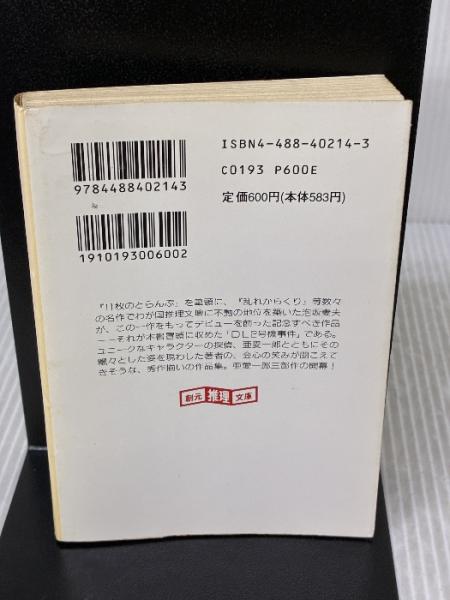 ISBN4-488-40214-3
C0193 P600E
定価600円(本体583円)
9784488402143
1910193006002
『11枚のとらんぷ』を筆頭に、『乱れからくり』等数々
の名作でわが国推理文壇に不動の地位を築いた泡坂妻夫
が、この一作をもってデビューを飾った記念すべき作品
――それが本書冒頭に収めた「DL2号機事件」である。
ユニークなキャラクターの探偵、亜愛一郎とともにその
飄々とした姿を現わした著者の、会心の笑みが聞こえて
きそうな、秀作揃いの作品集。亜愛一郎三部作の開幕！
創元 推理 文庫